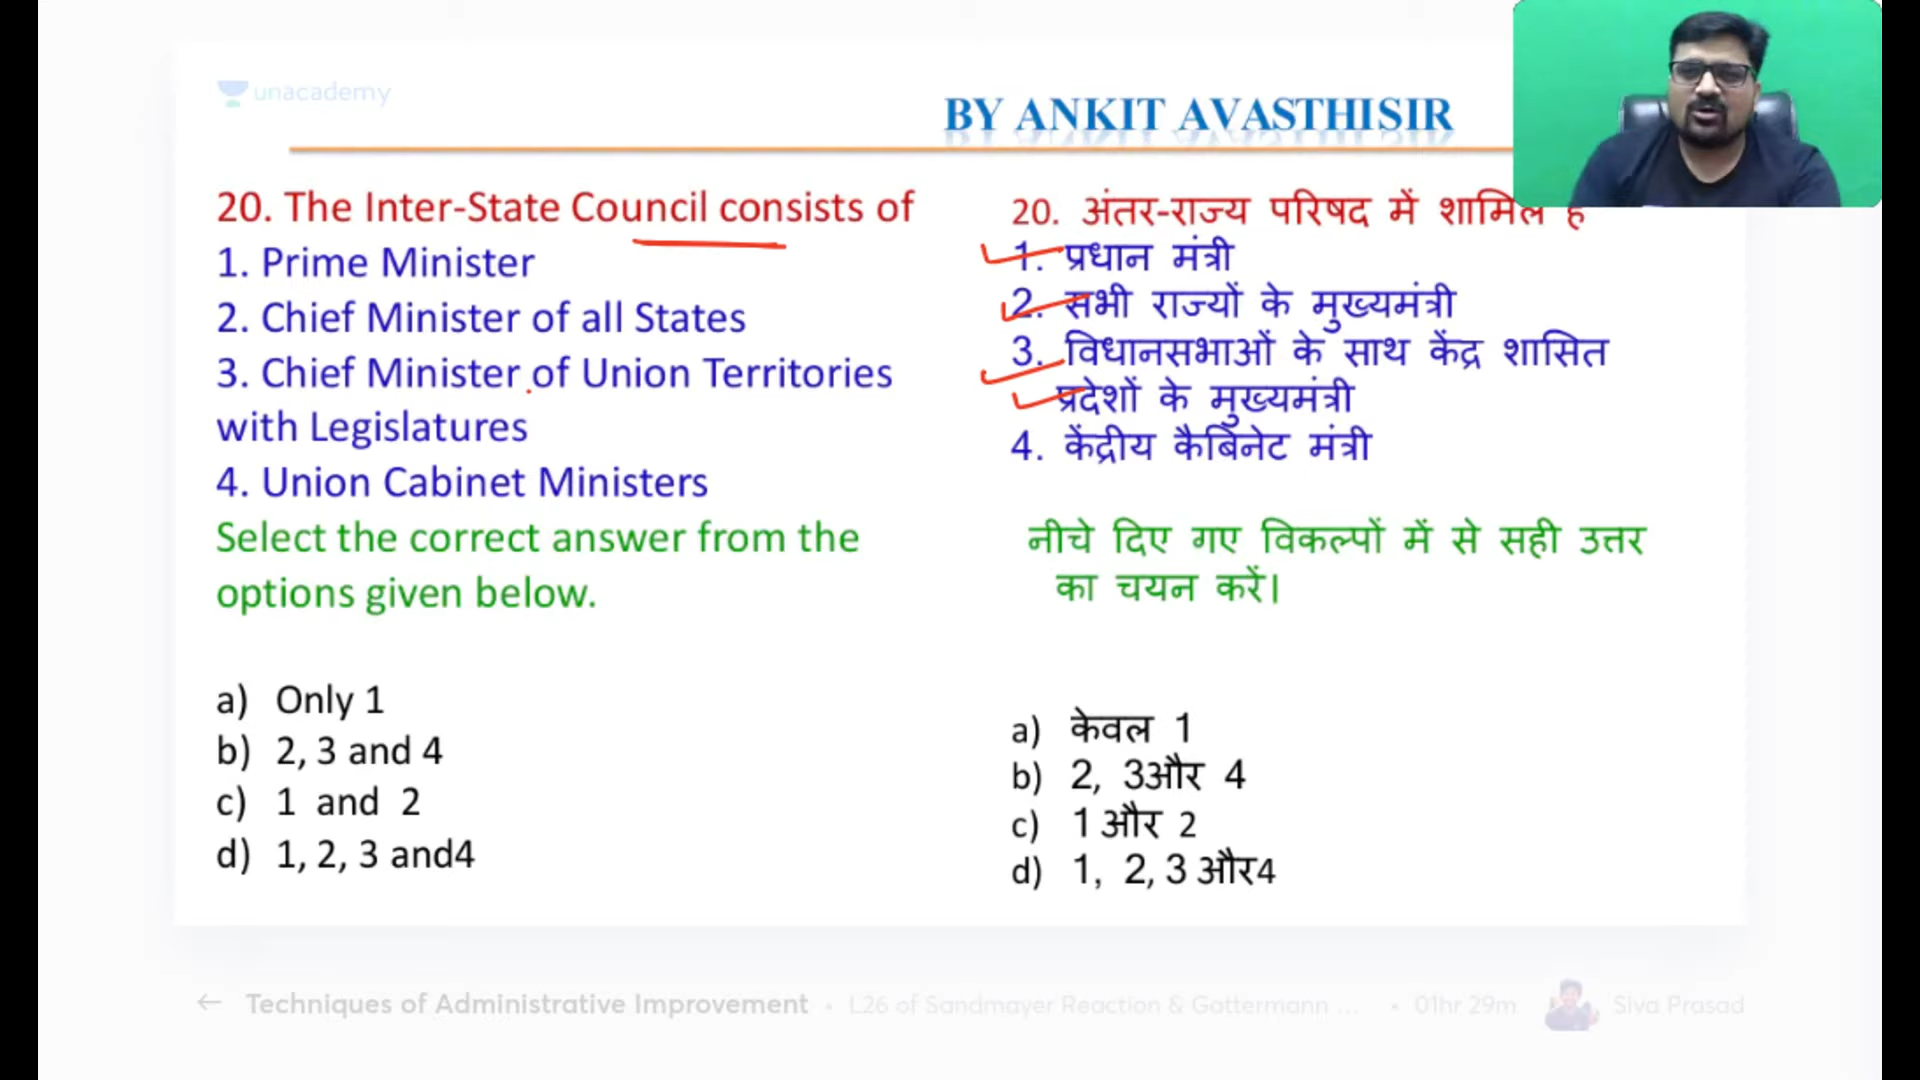 unacademy
BY ANKIT AVASTHI SIR
20. The Inter-State Council consists of
1. Prime Minister
2. Chief Minister of all States
3. Chief Minister of Union Territories
with Legislatures
4. Union Cabinet Ministers
Select the correct answer from the
options given below.
a) Only 1
b) 2, 3 and 4
c) 1 and 2
d) 1, 2, 3 and4
20. अंतर-राज्य परिषद में शामिल है
1. प्रधान मंत्री
2. सभी राज्यों के मुख्यमंत्री
3. विधानसभाओं के साथ केंद्र शासित
प्रदेशों के मुख्यमंत्री
4. केंद्रीय कैबिनेट मंत्री
नीचे दिए गए विकल्पों में से सही उत्तर
का चयन करें।
a) केवल 1
b) 2, 3और 4
c) 1 और 2
d) 1, 2, 3 और4
← Techniques of Administrative Improvement • L26 of Sandmayer Reaction & Gattermann ... • 01hr 29m SIva Prasad